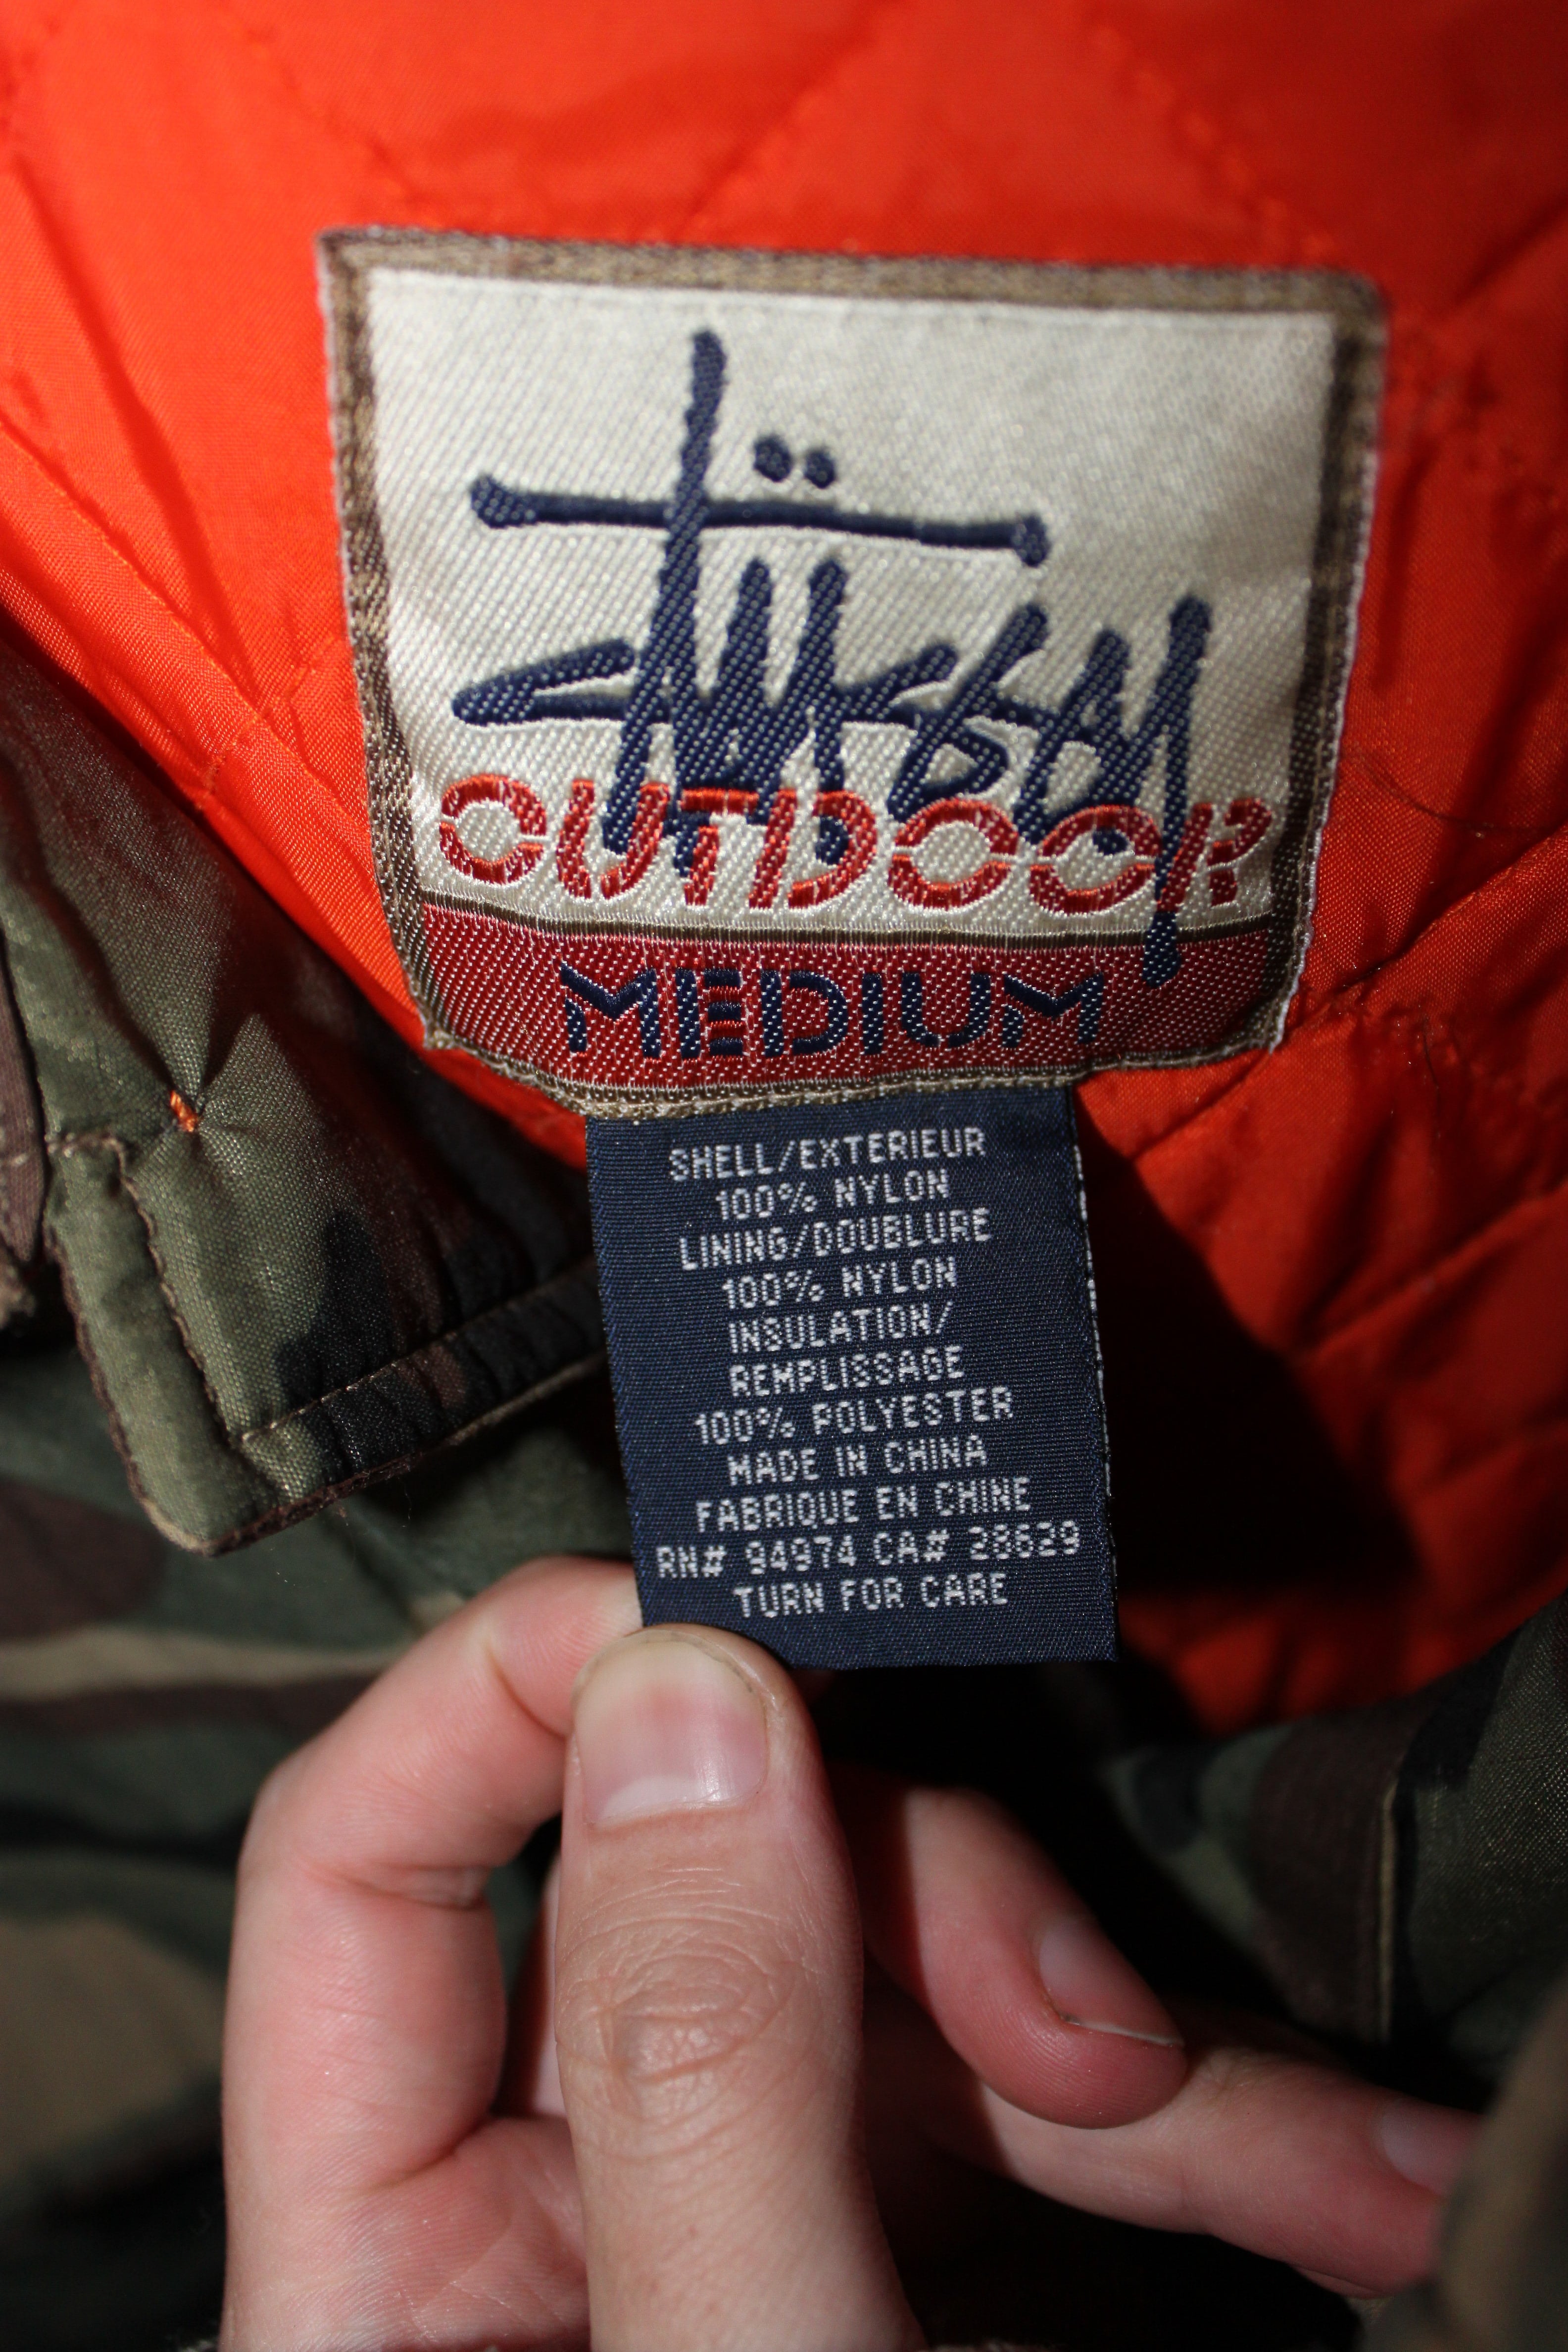 Stüssy
OUTDOOR
MEDIUM
SHELL/EXTERIEUR
100% NYLON
LINING/DOUBLURE
100% NYLON
INSULATION/
REMPLISSAGE
100% POLYESTER
MADE IN CHINA
FABRIQUE EN CHINE
RN# 94974 CA# 28629
TURN FOR CARE